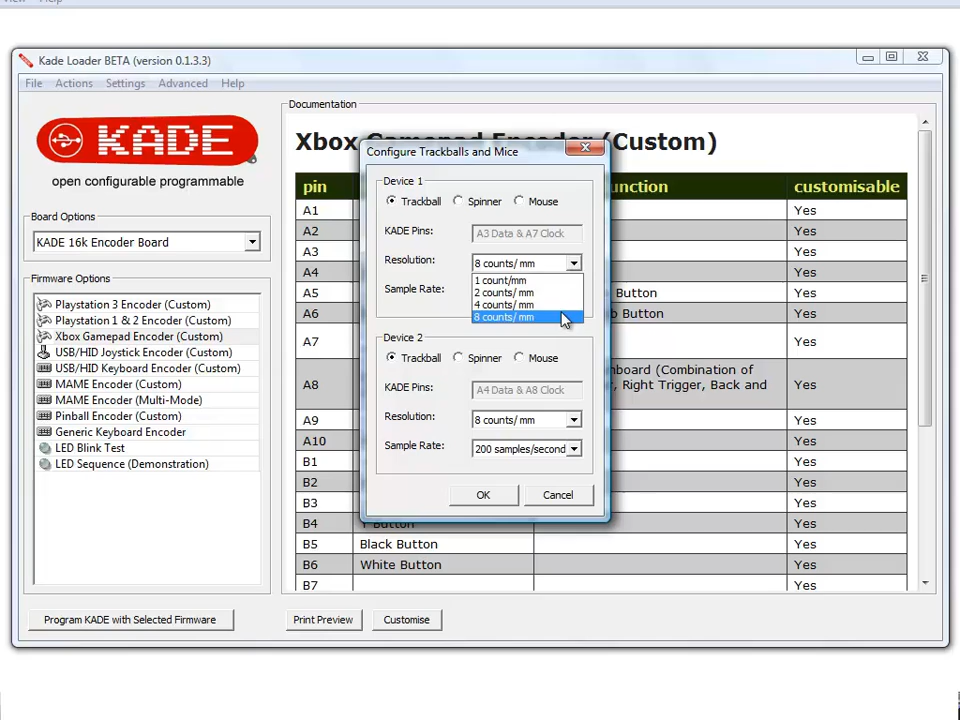 View Help
Kade Loader BETA (version 0.1.3.3)
File Actions Settings Advanced Help
KADE
open configurable programmable
Board Options
KADE 16k Encoder Board
Firmware Options
Playstation 3 Encoder (Custom)
Playstation 1 & 2 Encoder (Custom)
Xbox Gamepad Encoder (Custom)
USB/HID Joystick Encoder (Custom)
USB/HID Keyboard Encoder (Custom)
MAME Encoder (Custom)
MAME Encoder (Multi-Mode)
Pinball Encoder (Custom)
Generic Keyboard Encoder
LED Blink Test
LED Sequence (Demonstration)
Program KADE with Selected Firmware
Documentation
Xbox Gamepad Encoder (Custom)
pin unction customisable
A1 Yes
A2 Yes
A3 Yes
A4 Yes
A5 Button Yes
A6 b Button Yes
A7 Yes
A8 board (Combination of
, Right Trigger, Back and Yes
A9 Yes
A10 Yes
B1 Yes
B2 Yes
B3 Yes
B4 Y Button Yes
B5 Black Button Yes
B6 White Button Yes
B7 Yes
Print Preview Customise
Configure Trackballs and Mice
Device 1
Trackball Spinner Mouse
KADE Pins: A3 Data & A7 Clock
Resolution: 8 counts/ mm
1 count/mm
2 counts/ mm
4 counts/ mm
8 counts/ mm
Sample Rate:
Device 2
Trackball Spinner Mouse
KADE Pins: A4 Data & A8 Clock
Resolution: 8 counts/ mm
Sample Rate: 200 samples/second
OK Cancel